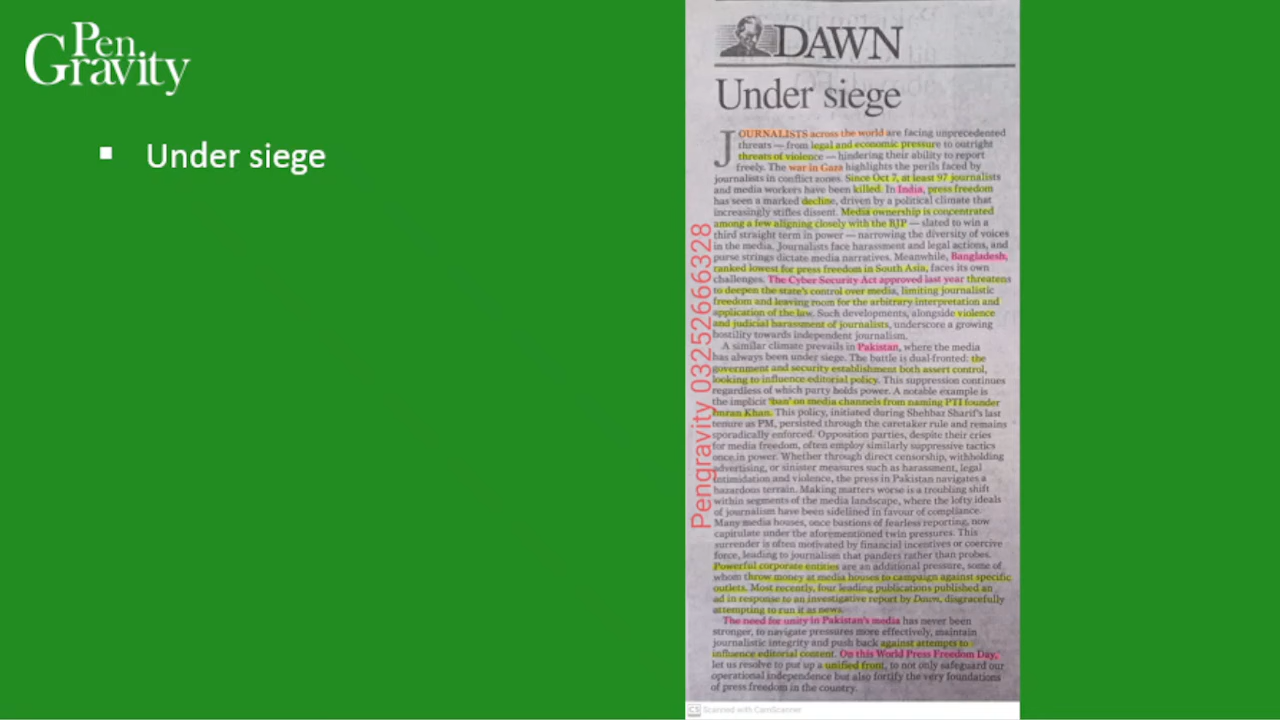 Pen
Gravity
▪ Under siege
DAWN
Under siege
JOURNALISTS across the world are facing unprecedented
threats — from legal and economic pressure to outright
threats of violence — hindering their ability to report
freely. The war in Gaza highlights the perils faced by
journalists in conflict zones. Since Oct 7, at least 97 journalists
and media workers have been killed. In India, press freedom
has seen a marked decline, driven by a political climate that
increasingly stifles dissent. Media ownership is concentrated
among a few aligning closely with the BJP — slated to win a
third straight term in power — narrowing the diversity of voices
in the media. Journalists face harassment and legal actions, and
purse strings dictate media narratives. Meanwhile, Bangladesh,
ranked lowest for press freedom in South Asia, faces its own
challenges. The Cyber Security Act approved last year threatens
to deepen the state's control over media, limiting journalistic
freedom and leaving room for the arbitrary interpretation and
application of the law. Such developments, alongside violence
and judicial harassment of journalists, underscore a growing
hostility towards independent journalism.
A similar climate prevails in Pakistan, where the media
has always been under siege. The battle is dual-fronted: the
government and security establishment both assert control,
looking to influence editorial policy. This suppression continues
regardless of which party holds power. A notable example is
the implicit 'ban' on media channels from naming PTI founder
Imran Khan. This policy, initiated during Shehbaz Sharif's last
tenure as PM, persisted through the caretaker rule and remains
sporadically enforced. Opposition parties, despite their cries
for media freedom, often employ similarly suppressive tactics
once in power. Whether through direct censorship, withholding
advertising, or sinister measures such as harassment, legal
intimidation and violence, the press in Pakistan navigates a
hazardous terrain. Making matters worse is a troubling shift
within segments of the media landscape, where the lofty ideals
of journalism have been sidelined in favour of compliance.
Many media houses, once bastions of fearless reporting, now
capitulate under the aforementioned twin pressures. This
surrender is often motivated by financial incentives or coercive
force, leading to journalism that panders rather than probes.
Powerful corporate entities are an additional pressure, some of
whom throw money at media houses to campaign against specific
outlets. Most recently, four leading publications published an
ad in response to an investigative report by Dawn, disgracefully
attempting to run it as news.
The need for unity in Pakistan's media has never been
stronger, to navigate pressures more effectively, maintain
journalistic integrity and push back against attempts to
influence editorial content. On this World Press Freedom Day,
let us resolve to put up a unified front, to not only safeguard our
operational independence but also fortify the very foundations
of press freedom in the country.
Pengravity 03252666328
CS Scanned with CamScanner